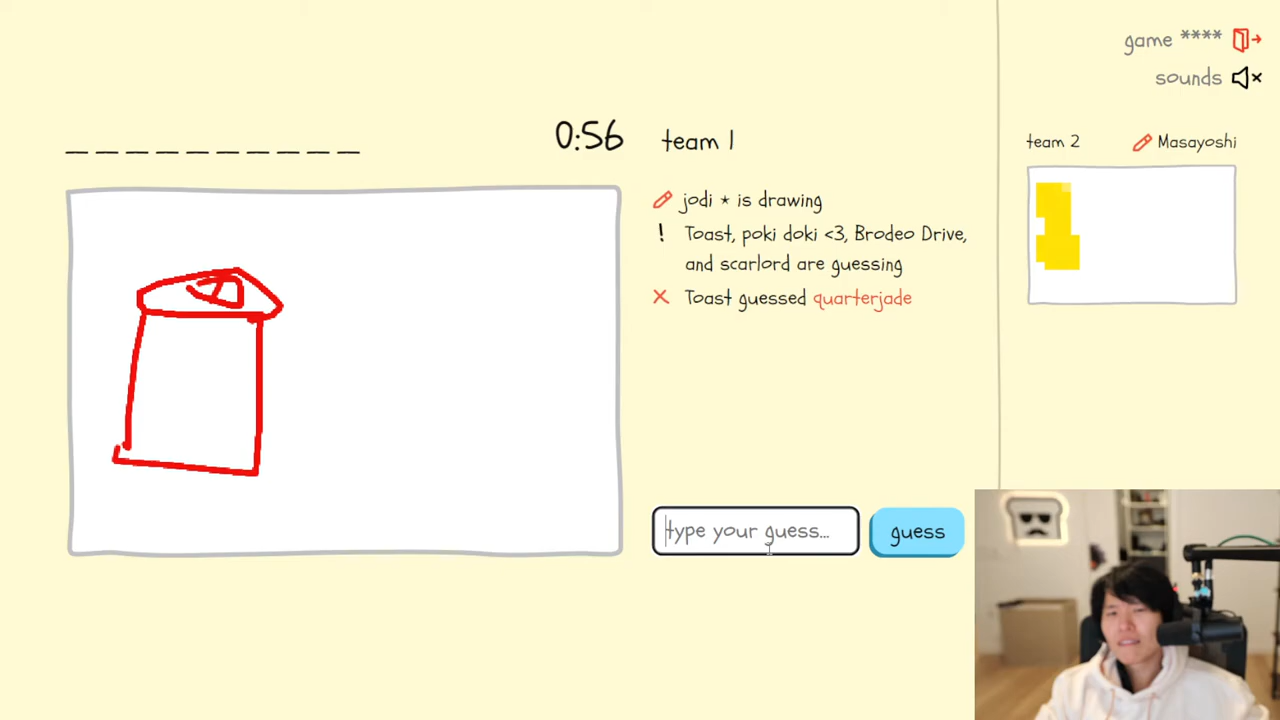 game ****
sounds
0:56
team 1
team 2
Masayoshi
jodi * is drawing
! Toast, poki doki <3, Brodeo Drive,
and scarlord are guessing
Toast guessed quarterjade
type your guess...
guess